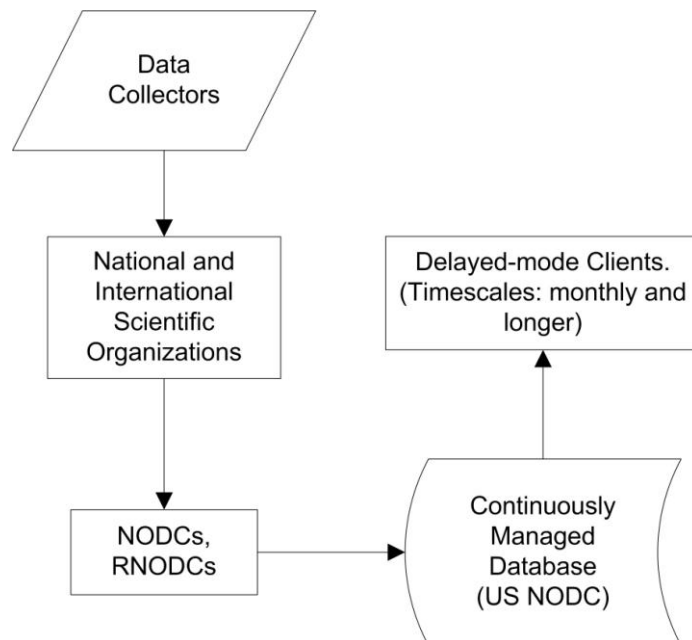 Data
Collectors
National and
International
Scientific
Organizations
NODCs,
RNODCs
Continuously
Managed
Database
(US NODC)
Delayed-mode Clients.
(Timescales: monthly and
longer)